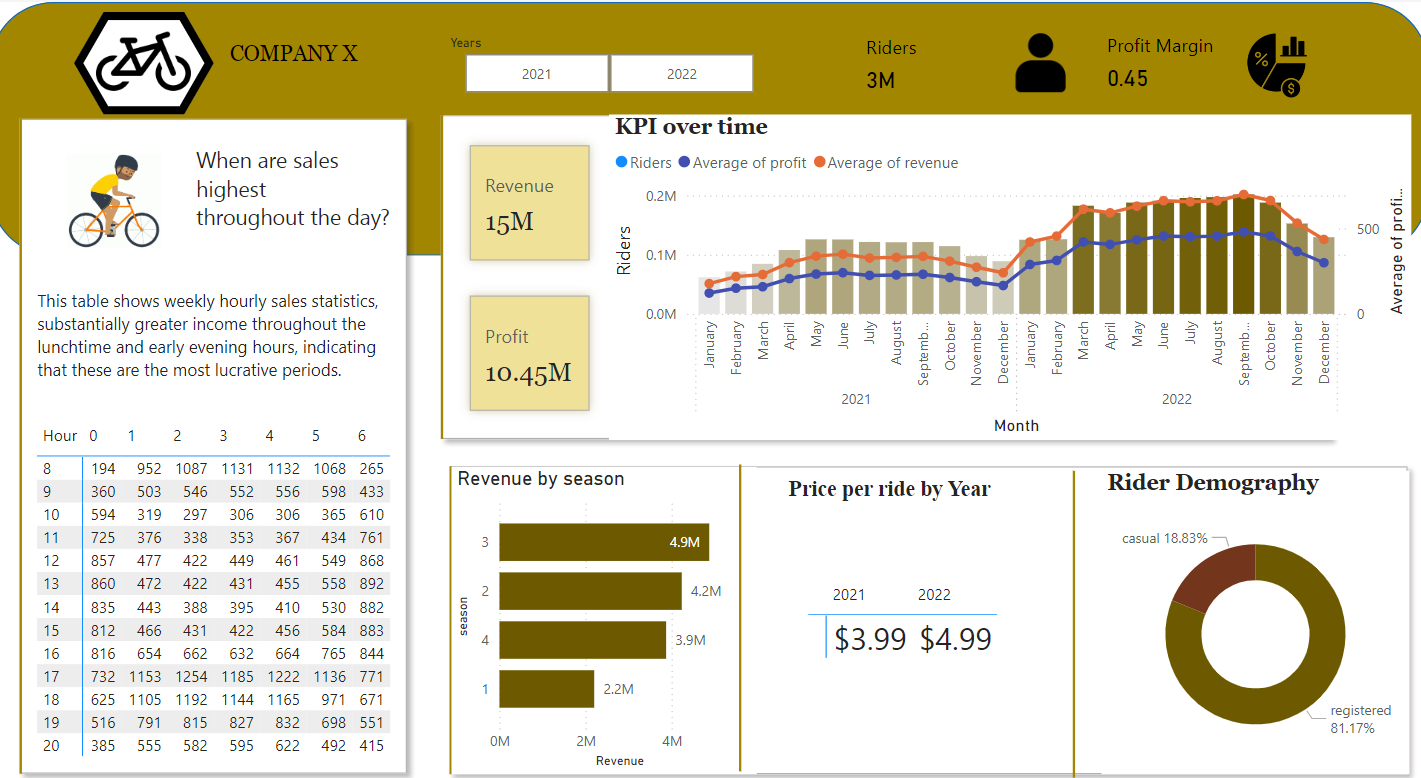 COMPANY X
Years
2021 2022
Riders
3M
Profit Margin
0.45
When are sales
highest
throughout the day?
This table shows weekly hourly sales statistics,
substantially greater income throughout the
lunchtime and early evening hours, indicating
that these are the most lucrative periods.
Hour 0 1 2 3 4 5 6
8 194 952 1087 1131 1132 1068 265
9 360 503 546 552 556 598 433
10 594 319 297 306 306 365 610
11 725 376 338 353 367 434 761
12 857 477 422 449 461 549 868
13 860 472 422 431 455 558 892
14 835 443 388 395 410 530 882
15 812 466 431 422 456 584 883
16 816 654 662 632 664 765 844
17 732 1153 1254 1185 1222 1136 771
18 625 1105 1192 1144 1165 971 671
19 516 791 815 827 832 698 551
20 385 555 582 595 622 492 415
Revenue
15M
Profit
10.45M
KPI over time
Riders Average of profit Average of revenue
Riders
0.2M
0.1M
0.0M
500
0
Average of profi...
January February March April May June July August Septemb... October November December January February March April May June July August Septemb... October November December
2021 2022
Month
Revenue by season
season
3 4.9M
2 4.2M
4 3.9M
1 2.2M
0M 2M 4M
Revenue
Price per ride by Year
2021 2022
$3.99 $4.99
Rider Demography
casual 18.83%
registered
81.17%
%
$